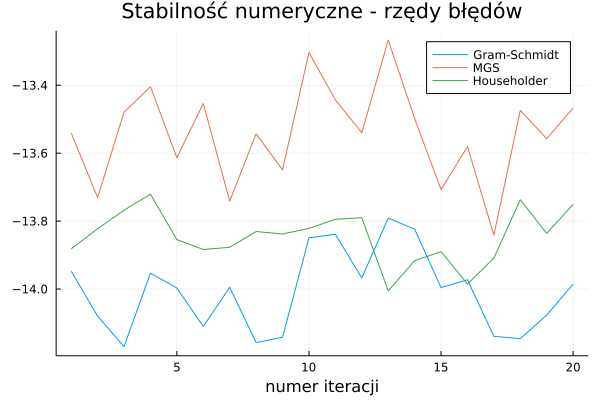 Stabilność numeryczne - rzędy błędów
Gram-Schmidt
MGS
Householder
−13.4
−13.6
−13.8
−14.0
5
10
15
20
numer iteracji